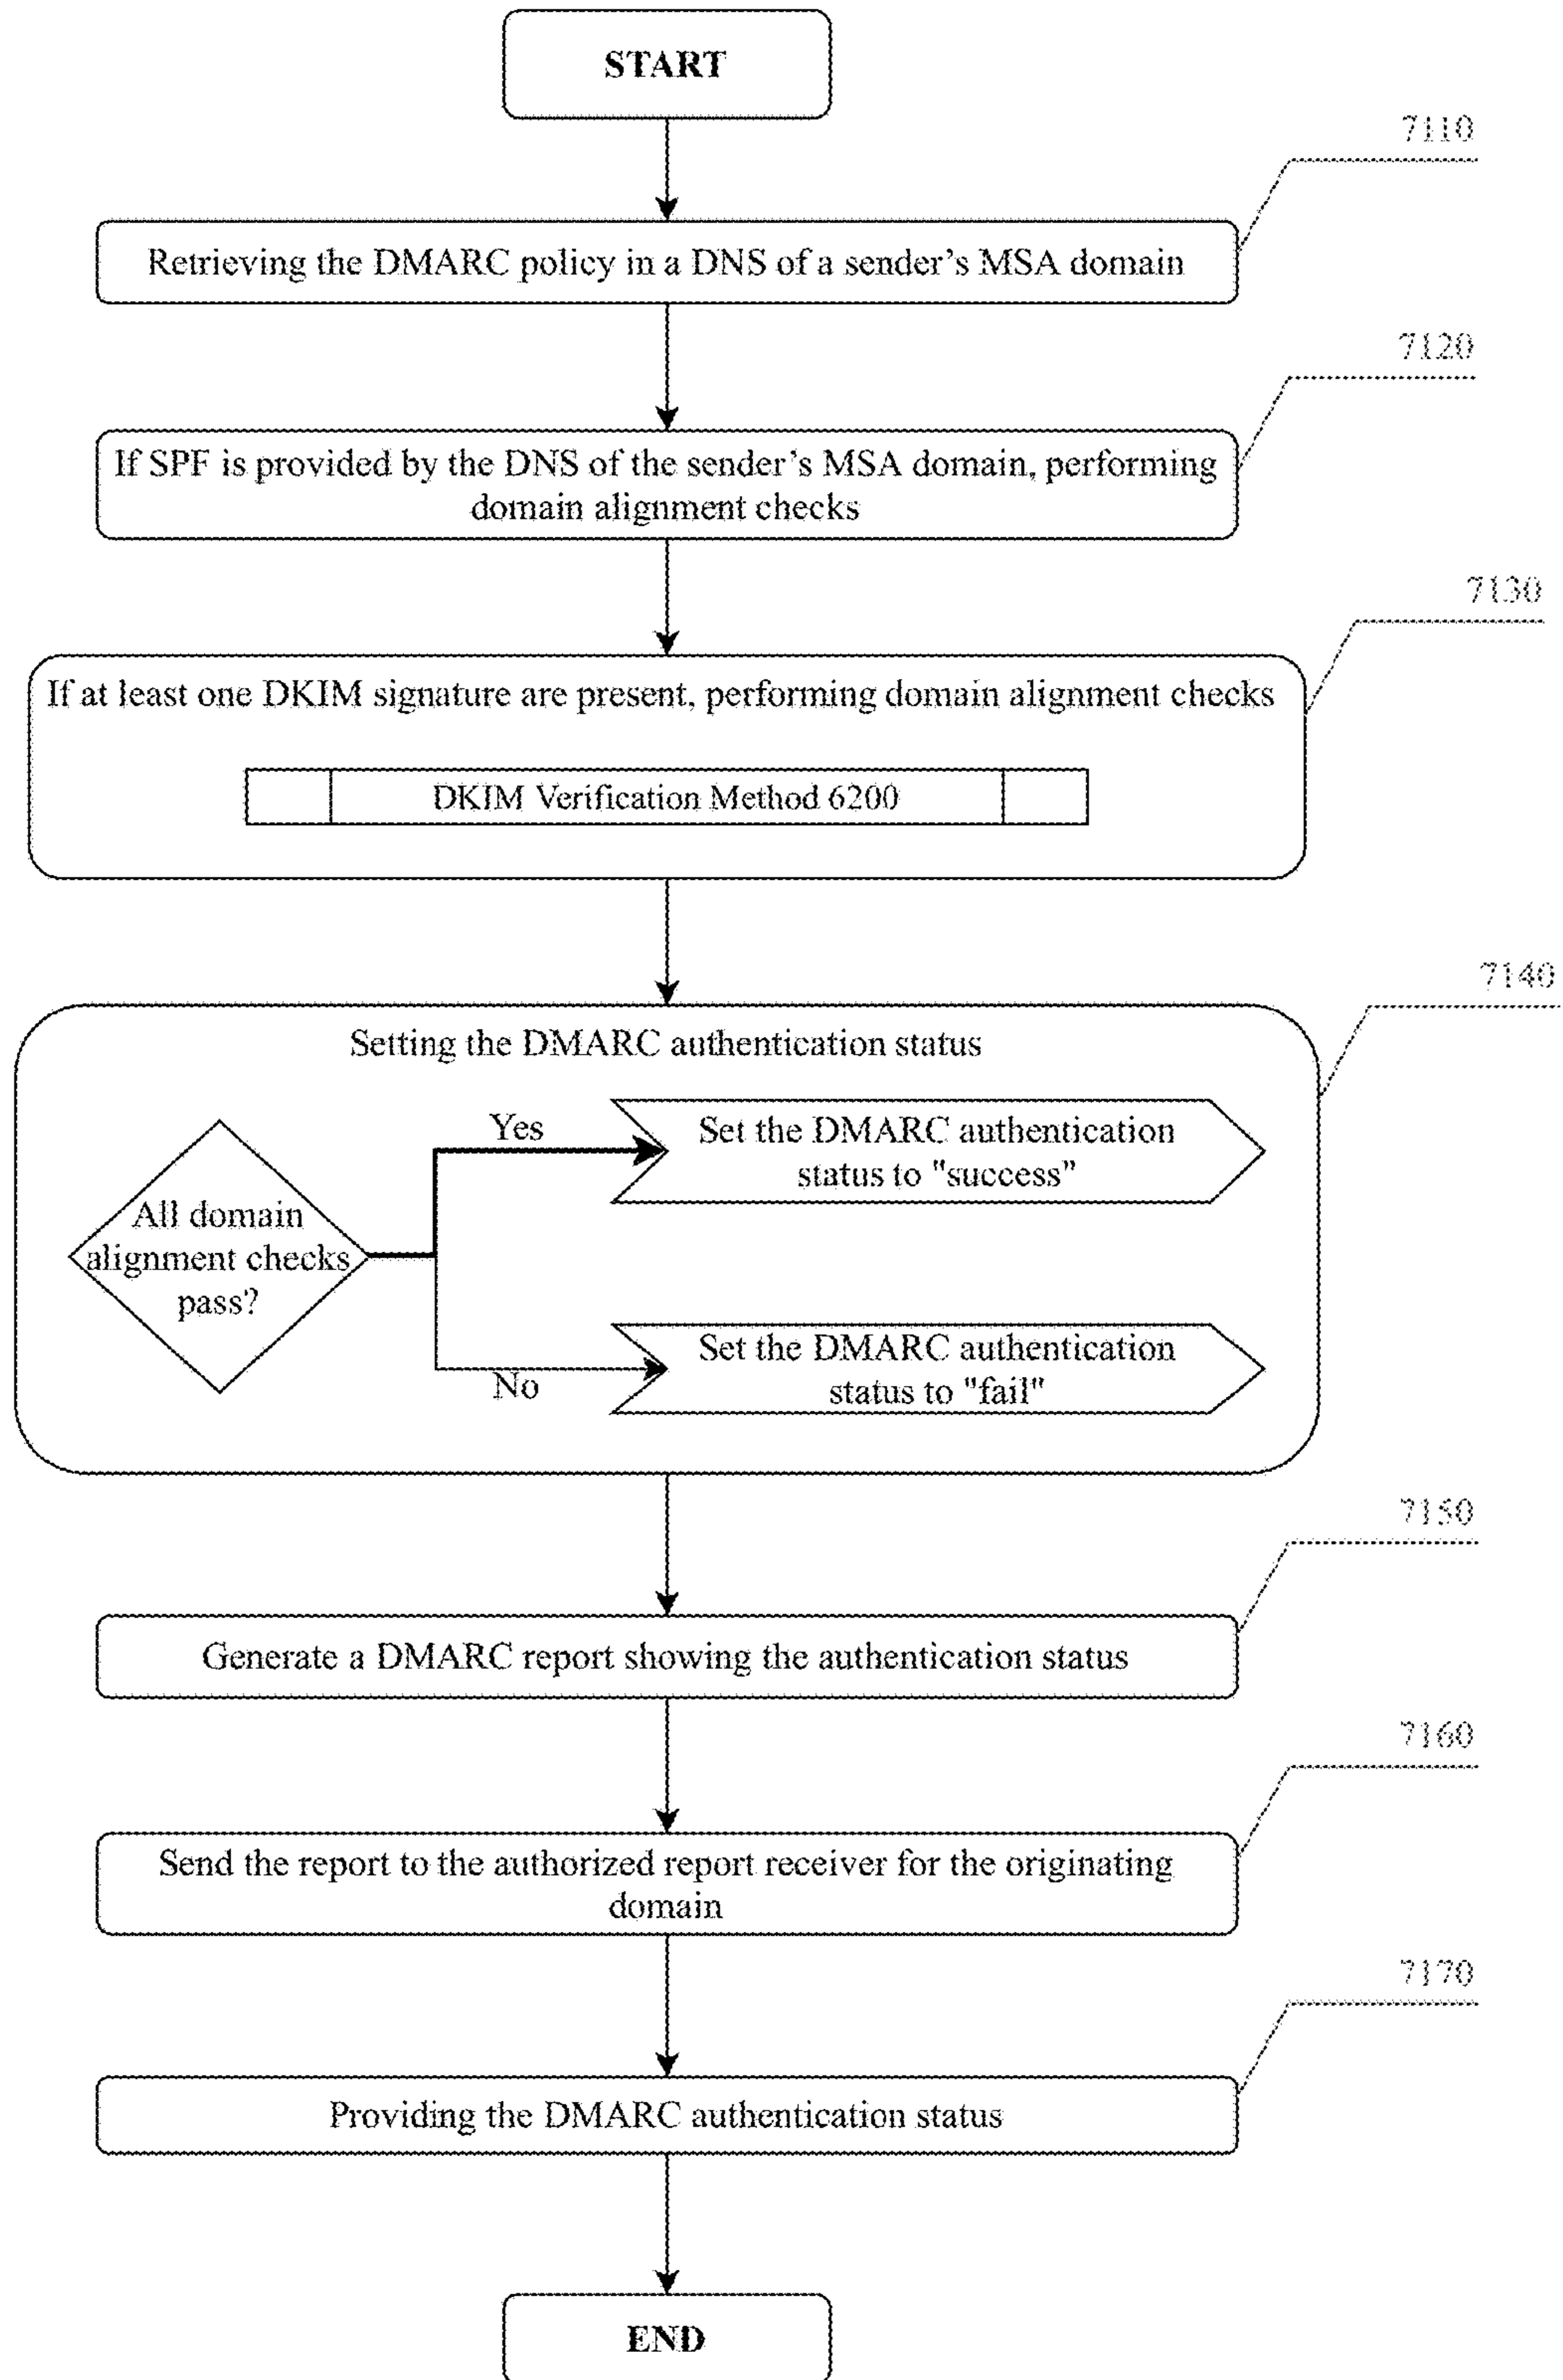 START
7110
Retrieving the DMARC policy in a DNS of a sender's MSA domain
7120
If SPF is provided by the DNS of the sender's MSA domain, performing
domain alignment checks
7130
If at least one DKIM signature are present, performing domain alignment checks
DKIM Verification Method 6200
7140
Setting the DMARC authentication status
Yes
Set the DMARC authentication
status to "success"
All domain
alignment checks
pass?
Set the DMARC authentication
status to "fail"
No
7150
Generate a DMARC report showing the authentication status
7160
Send the report to the authorized report receiver for the originating
domain
7170
Providing the DMARC authentication status
END